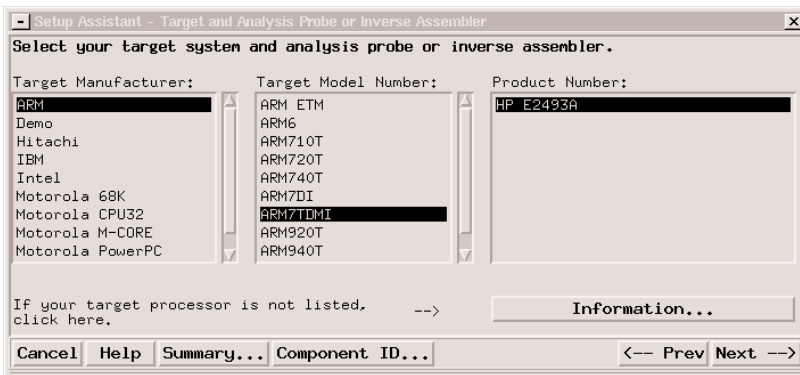 Setup Assistant - Target and Analysis Probe or Inverse Assembler
Select your target system and analysis probe or inverse assembler.
Target Manufacturer:
ARM
Demo
Hitachi
IBM
Intel
Motorola 68K
Motorola CPU32
Motorola M-CORE
Motorola PowerPC
Target Model Number:
ARM ETM
ARM6
ARM710T
ARM720T
ARM740T
ARM7DI
ARM7TDMI
ARM920T
ARM940T
Product Number:
HP E2493A
If your target processor is not listed,
click here.
-->
Information...
Cancel Help Summary... Component ID... <-- Prev Next -->